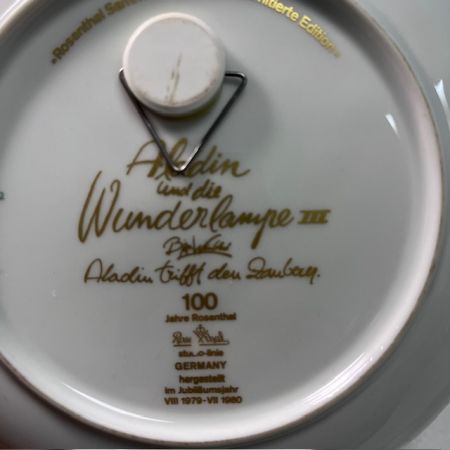 »Rosenthal
Edition«
Aladin
und die
Wunderlampe III
Aladin trifft den Zauberer.
100
Jahre Rosenthal
GERMANY
hergestellt
im Jubiläumsjahr
VIII 1979-VII 1980